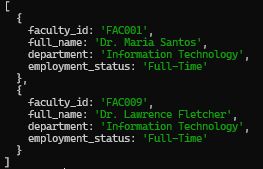 [
  {
    faculty_id: 'FAC001',
    full_name: 'Dr. Maria Santos',
    department: 'Information Technology',
    employment_status: 'Full-Time'
  },
  {
    faculty_id: 'FAC009',
    full_name: 'Dr. Lawrence Fletcher',
    department: 'Information Technology',
    employment_status: 'Full-Time'
  }
]